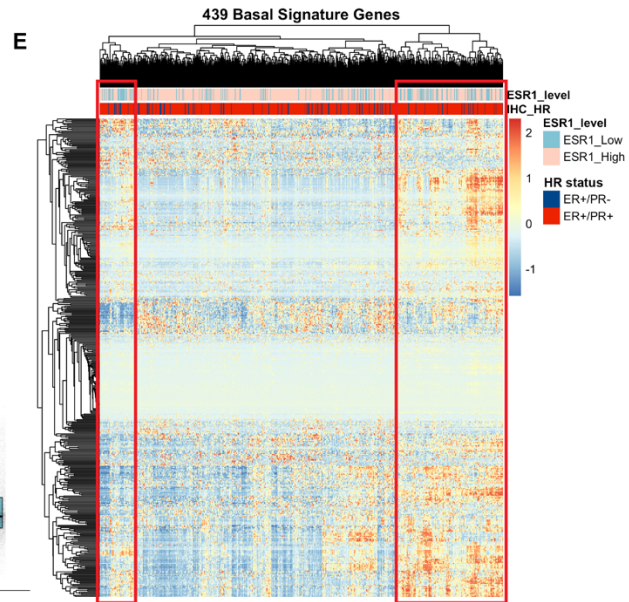 439 Basal Signature Genes
E
ESR1_level
IHC_HR
ESR1_level
ESR1_Low
ESR1_High
HR status
ER+/PR-
ER+/PR+
2
1
0
-1